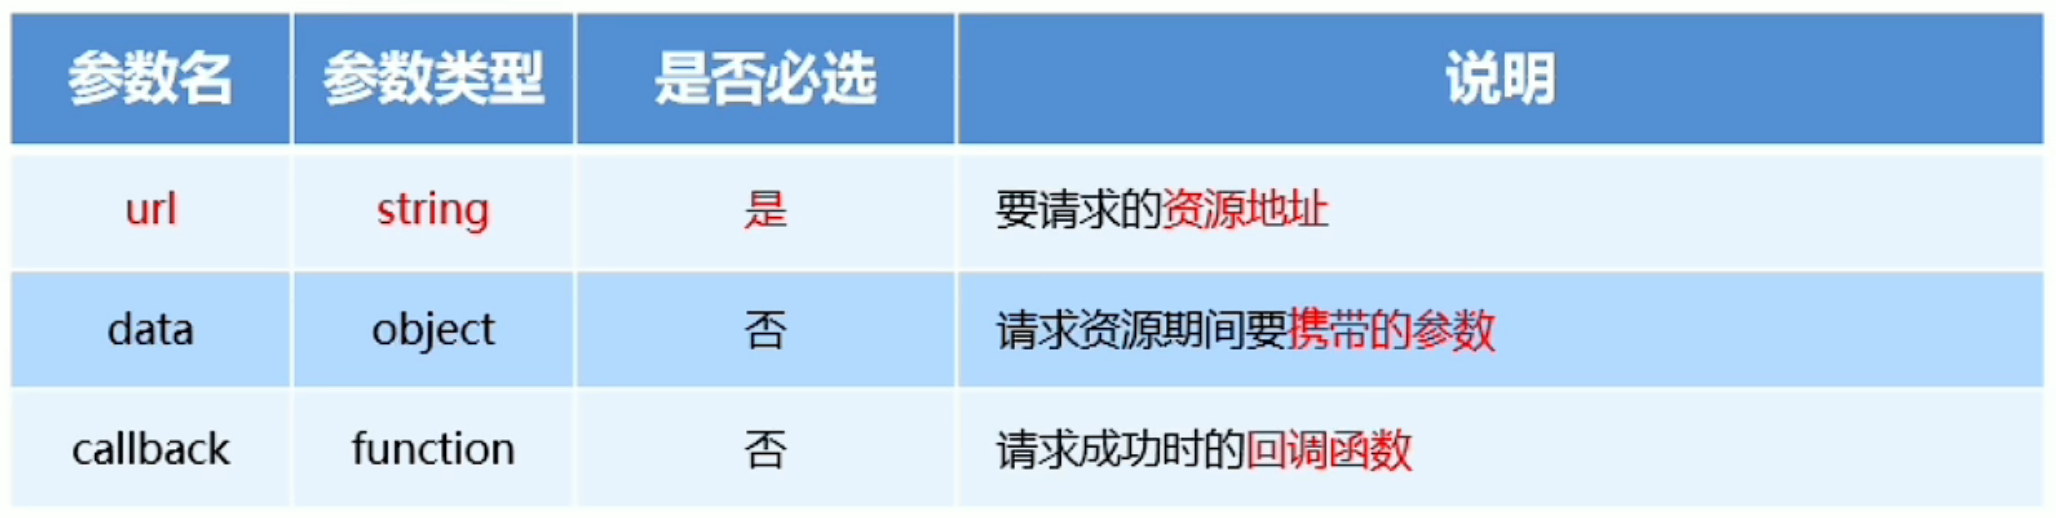 参数名 参数类型 是否必选 说明
url string 是 要请求的资源地址
data object 否 请求资源期间要携带的参数
callback function 否 请求成功时的回调函数